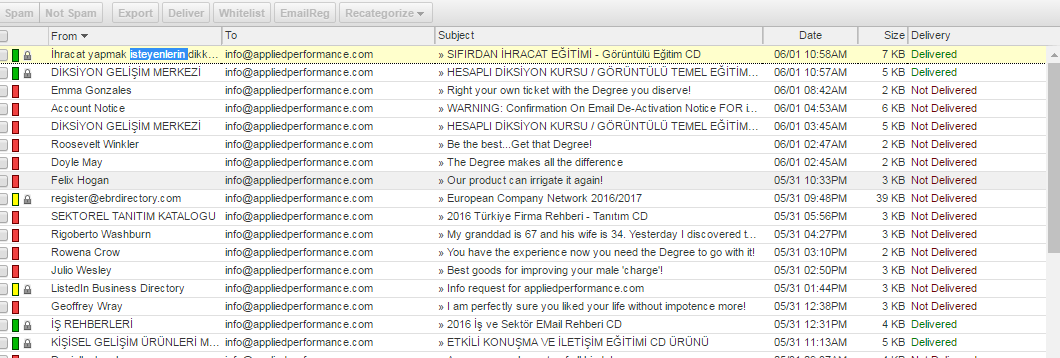 Spam Not Spam Export Deliver Whitelist EmailReg Recategorize
From To Subject Date Size Delivery
İhracat yapmak isteyenlerin dikk... info@appliedperformance.com » SIFIRDAN İHRACAT EĞİTİMİ - Görüntülü Eğitim CD 06/01 10:58AM 7 KB Delivered
DİKSİYON GELİŞİM MERKEZİ info@appliedperformance.com » HESAPLI DİKSİYON KURSU / GÖRÜNTÜLÜ TEMEL EĞİTİM... 06/01 10:57AM 5 KB Delivered
Emma Gonzales info@appliedperformance.com » Right your own ticket with the Degree you diserve! 06/01 08:42AM 2 KB Not Delivered
Account Notice info@appliedperformance.com » WARNING: Confirmation On Email De-Activation Notice FOR i... 06/01 04:53AM 6 KB Not Delivered
DİKSİYON GELİŞİM MERKEZİ info@appliedperformance.com » HESAPLI DİKSİYON KURSU / GÖRÜNTÜLÜ TEMEL EĞİTİM... 06/01 03:45AM 5 KB Not Delivered
Roosevelt Winkler info@appliedperformance.com » Be the best...Get that Degree! 06/01 02:47AM 2 KB Not Delivered
Doyle May info@appliedperformance.com » The Degree makes all the difference 06/01 02:42AM 2 KB Not Delivered
Felix Hogan info@appliedperformance.com » Our product can irrigate it again! 05/31 10:33PM 3 KB Not Delivered
register@ebrdirectory.com info@appliedperformance.com » European Company Network 2016/2017 05/31 09:48PM 39 KB Not Delivered
SEKTOREL TANITIM KATALOGU info@appliedperformance.com » 2016 Türkiye Firma Rehberi - Tanıtım CD 05/31 05:56PM 3 KB Not Delivered
Rigoberto Washburn info@appliedperformance.com » My granddad is 67 and his wife is 34. Yesterday I discovered t... 05/31 03:54PM 3 KB Not Delivered
Rowena Crow info@appliedperformance.com » You have the experience now you need the Degree to go with it! 05/31 03:10PM 2 KB Not Delivered
Julio Wesley info@appliedperformance.com » Best goods for improving your male 'charge'! 05/31 02:50PM 3 KB Not Delivered
ListedIn Business Directory info@appliedperformance.com » Info request for appliedperformance.com 05/31 01:44PM 3 KB Not Delivered
Geoffrey Wray info@appliedperformance.com » I am perfectly sure you liked your life without impotence more! 05/31 12:38PM 3 KB Not Delivered
İŞ REHBERLERİ info@appliedperformance.com » 2016 İş ve Sektör EMail Rehberi CD 05/31 12:31PM 4 KB Delivered
KİŞİSEL GELİŞİM ÜRÜNLERİ M... info@appliedperformance.com » ETKİLİ KONUŞMA VE İLETİŞİM EĞİTİMİ CD ÜRÜNÜ 05/31 11:13AM 5 KB Delivered